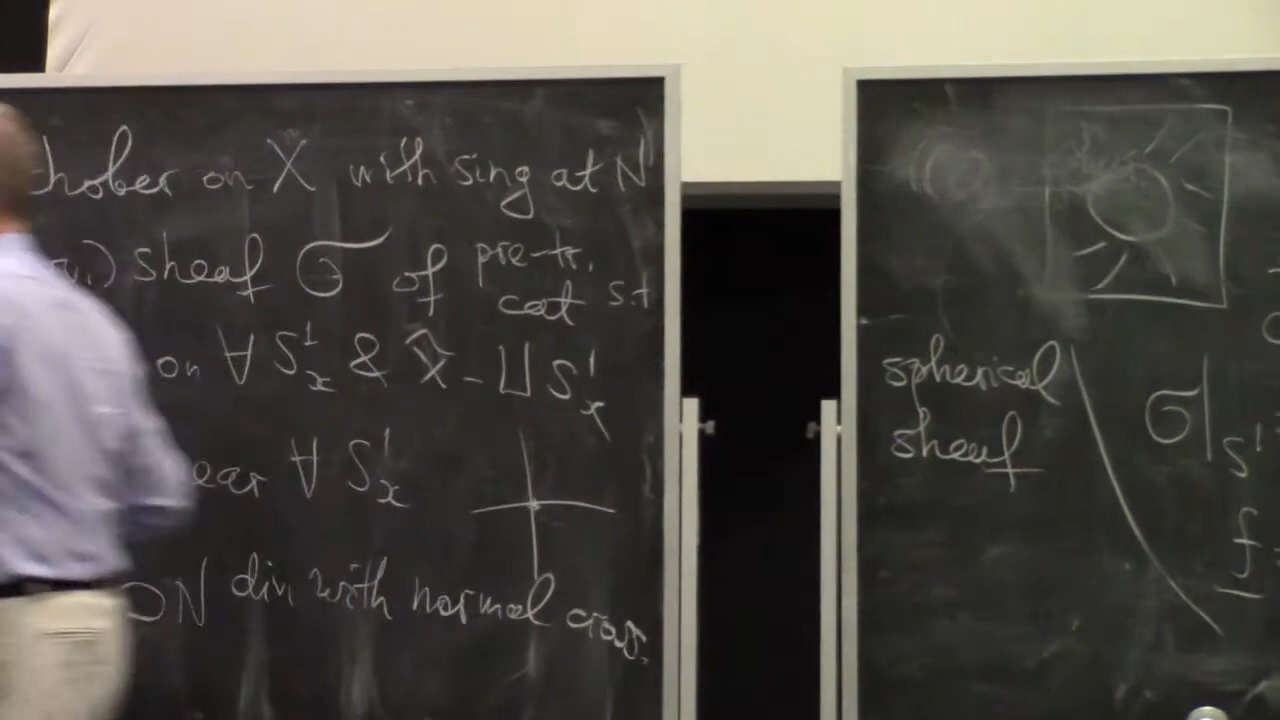 hober on X with sing at N
.) sheaf σ of pre-tr. cat s.t
on ∀ S¹ₓ & X̃ - ∐ S¹ₓ
ear ∀ S¹ₓ
⊃ N div with normal cross.
spherical
sheaf
σ|S¹
f